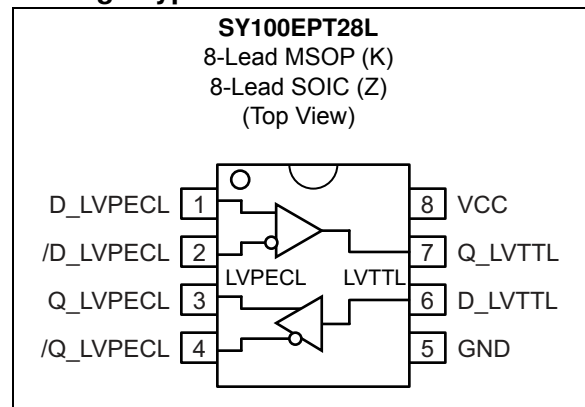 SY100EPT28L
8-Lead MSOP (K)
8-Lead SOIC (Z)
(Top View)
D_LVPECL 1 8 VCC
/D_LVPECL 2 7 Q_LVTTL
LVPECL LVTTL
Q_LVPECL 3 6 D_LVTTL
/Q_LVPECL 4 5 GND